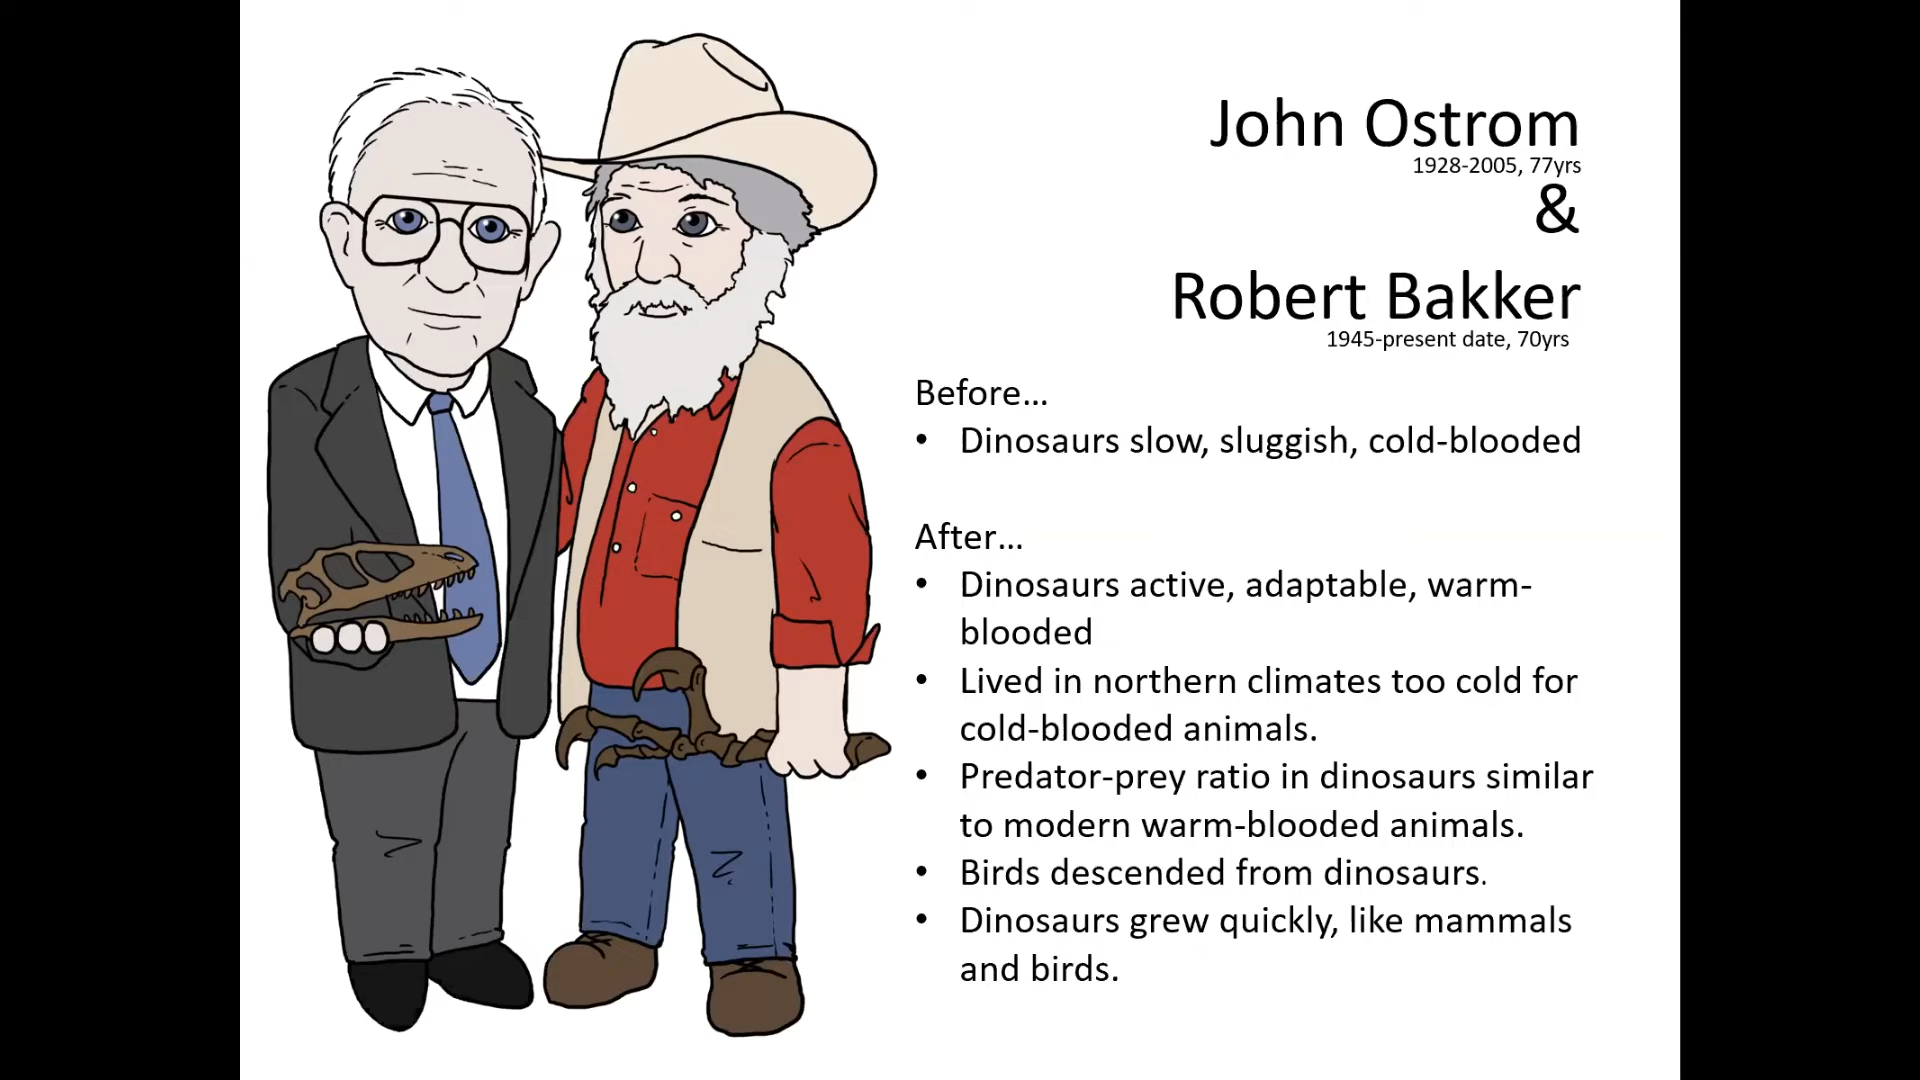 John Ostrom
1928-2005, 77yrs
&
Robert Bakker
1945-present date, 70yrs
Before…
• Dinosaurs slow, sluggish, cold-blooded
After…
• Dinosaurs active, adaptable, warm-
blooded
• Lived in northern climates too cold for
cold-blooded animals.
• Predator-prey ratio in dinosaurs similar
to modern warm-blooded animals.
• Birds descended from dinosaurs.
• Dinosaurs grew quickly, like mammals
and birds.